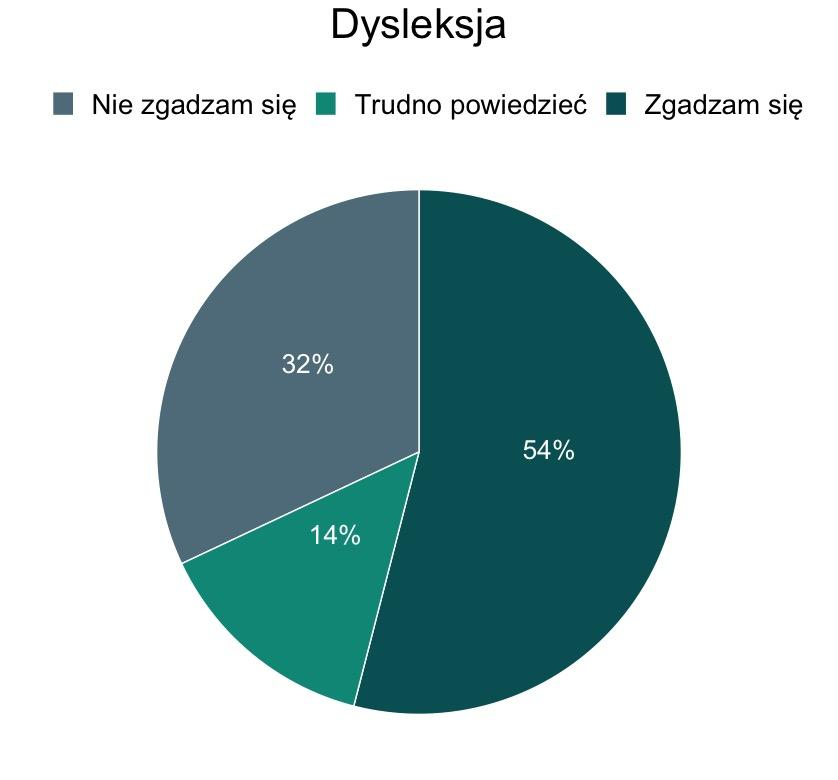 Dysleksja
Nie zgadzam się Trudno powiedzieć Zgadzam się
32%
54%
14%